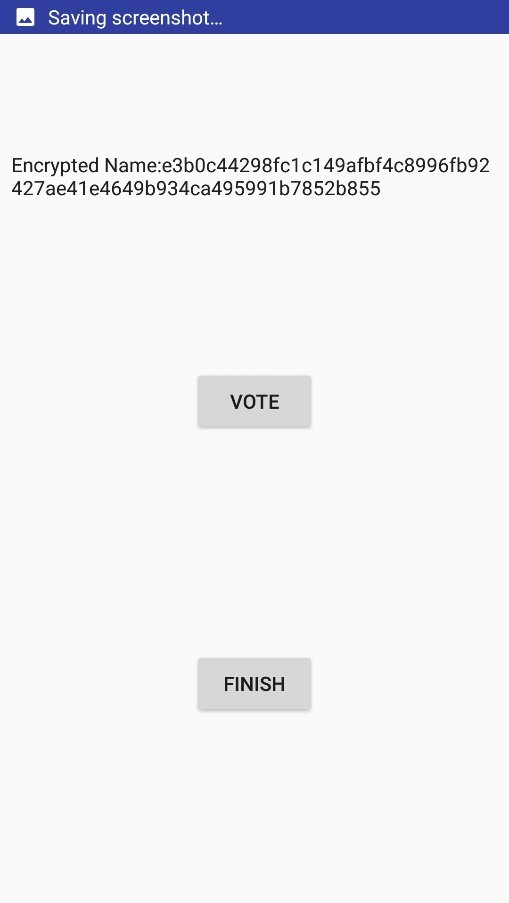 Saving screenshot…
Encrypted Name:e3b0c44298fc1c149afbf4c8996fb92
427ae41e4649b934ca495991b7852b855
VOTE
FINISH